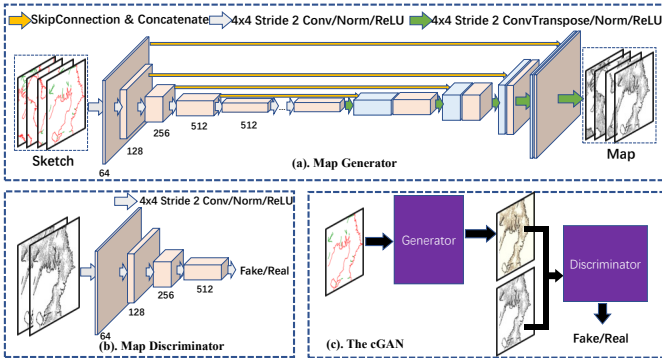 SkipConnection & Concatenate
4x4 Stride 2 Conv/Norm/ReLU
4x4 Stride 2 ConvTranspose/Norm/ReLU
Sketch
64
128
256
512
512
...
Map
(a). Map Generator
4x4 Stride 2 Conv/Norm/ReLU
64
128
256
512
Fake/Real
(b). Map Discriminator
Generator
Discriminator
Fake/Real
(c). The cGAN